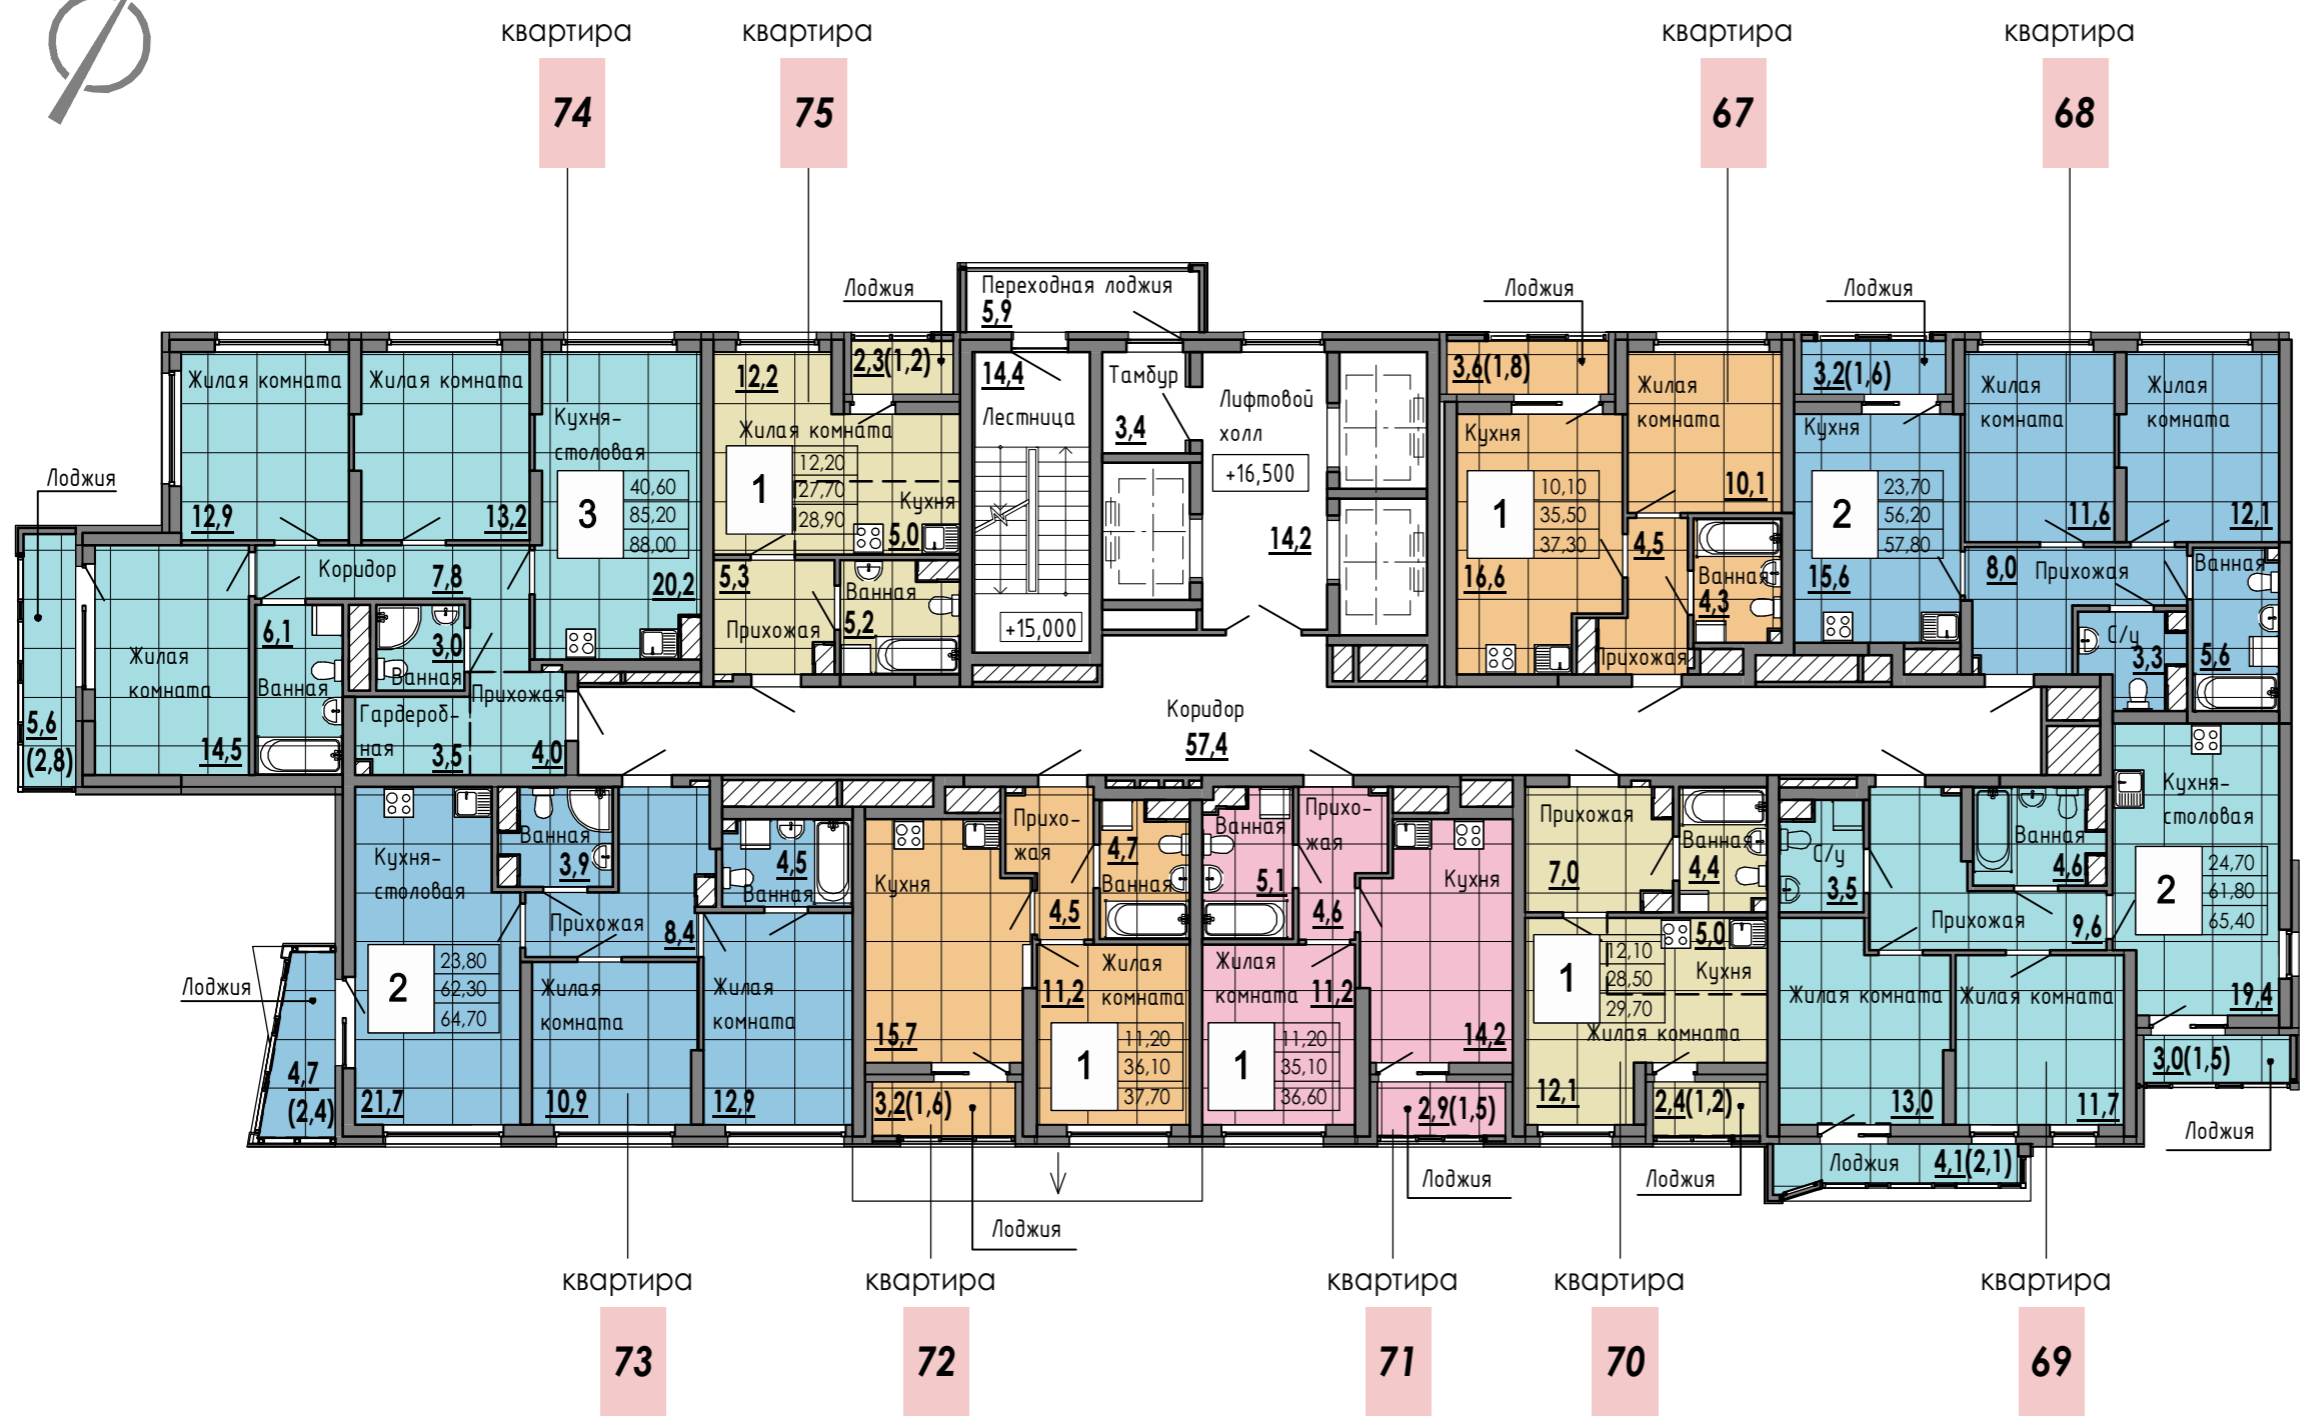 квартира
74
квартира
75
квартира
67
квартира
68
Лоджия
Переходная лоджия
5,9
Лоджия
Лоджия
Жилая комната
12,9
Жилая комната
13,2
Кухня-
столовая
3
40,60
85,20
88,00
20,2
12,2
2,3(1,2)
Жилая комната
1
12,20
27,70
28,90
Кухня
5,0
5,3
Прихожая
Ванная
5,2
14,4
Лестница
+15,000
Тамбур
3,4
Лифтовой
холл
+16,500
14,2
3,6(1,8)
Кухня
1
10,10
35,50
37,30
16,6
Жилая
комната
10,1
4,5
Прихожая
Ванная
4,3
3,2(1,6)
Кухня
2
23,70
56,20
57,80
15,6
Жилая
комната
11,6
Жилая
комната
12,1
8,0
Прихожая
Ванная
5,6
С/у
3,3
Лоджия
5,6
(2,8)
Жилая
комната
14,5
Коридор
7,8
6,1
Ванная
3,0
Ванная
Прихожая
4,0
Гардероб-
ная
3,5
Коридор
57,4
Кухня-
столовая
2
23,80
62,30
64,70
21,7
Ванная
3,9
Прихожая
8,4
4,5
Ванная
Жилая
комната
10,9
Жилая
комната
12,9
Лоджия
4,7
(2,4)
Кухня
15,7
Прихо-
жая
4,5
4,7
Ванная
Жилая
комната
11,2
1
11,20
36,10
37,70
3,2(1,6)
Лоджия
Ванная
5,1
Прихо-
жая
4,6
Кухня
14,2
Жилая
комната
11,2
1
11,20
35,10
36,60
2,9(1,5)
Лоджия
Прихожая
7,0
Ванная
4,4
5,0
Кухня
1
12,10
28,50
29,70
Жилая комната
12,1
2,4(1,2)
Лоджия
С/у
3,5
Прихожая
9,6
Ванная
4,6
Жилая комната
13,0
Жилая комната
11,7
Кухня-
столовая
2
24,70
61,80
65,40
19,4
3,0(1,5)
Лоджия
Лоджия
4,1(2,1)
квартира
73
квартира
72
квартира
71
квартира
70
квартира
69